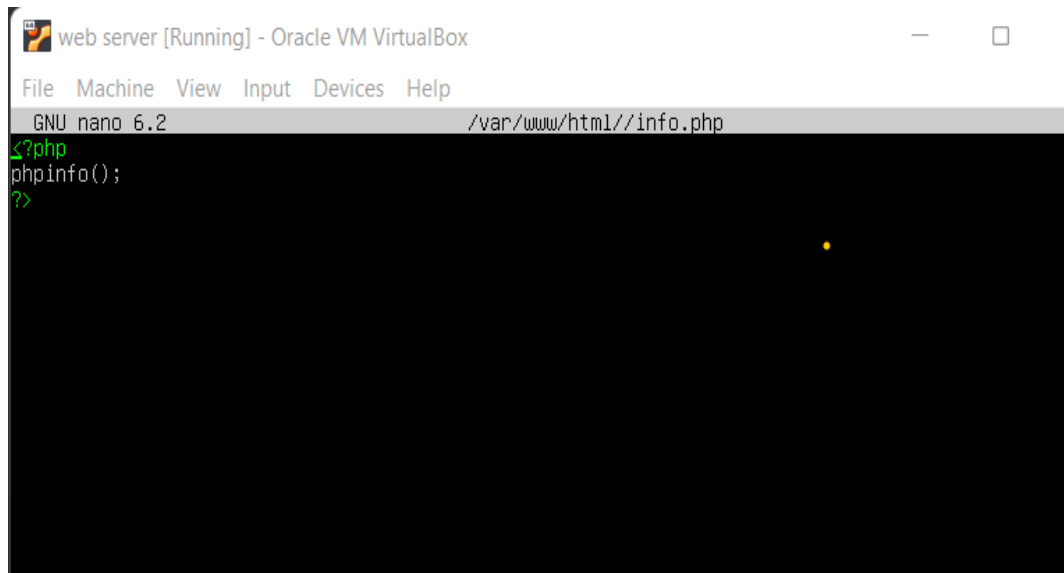 web server [Running] - Oracle VM VirtualBox
File Machine View Input Devices Help
GNU nano 6.2 /var/www/html//info.php
<?php
phpinfo();
?>